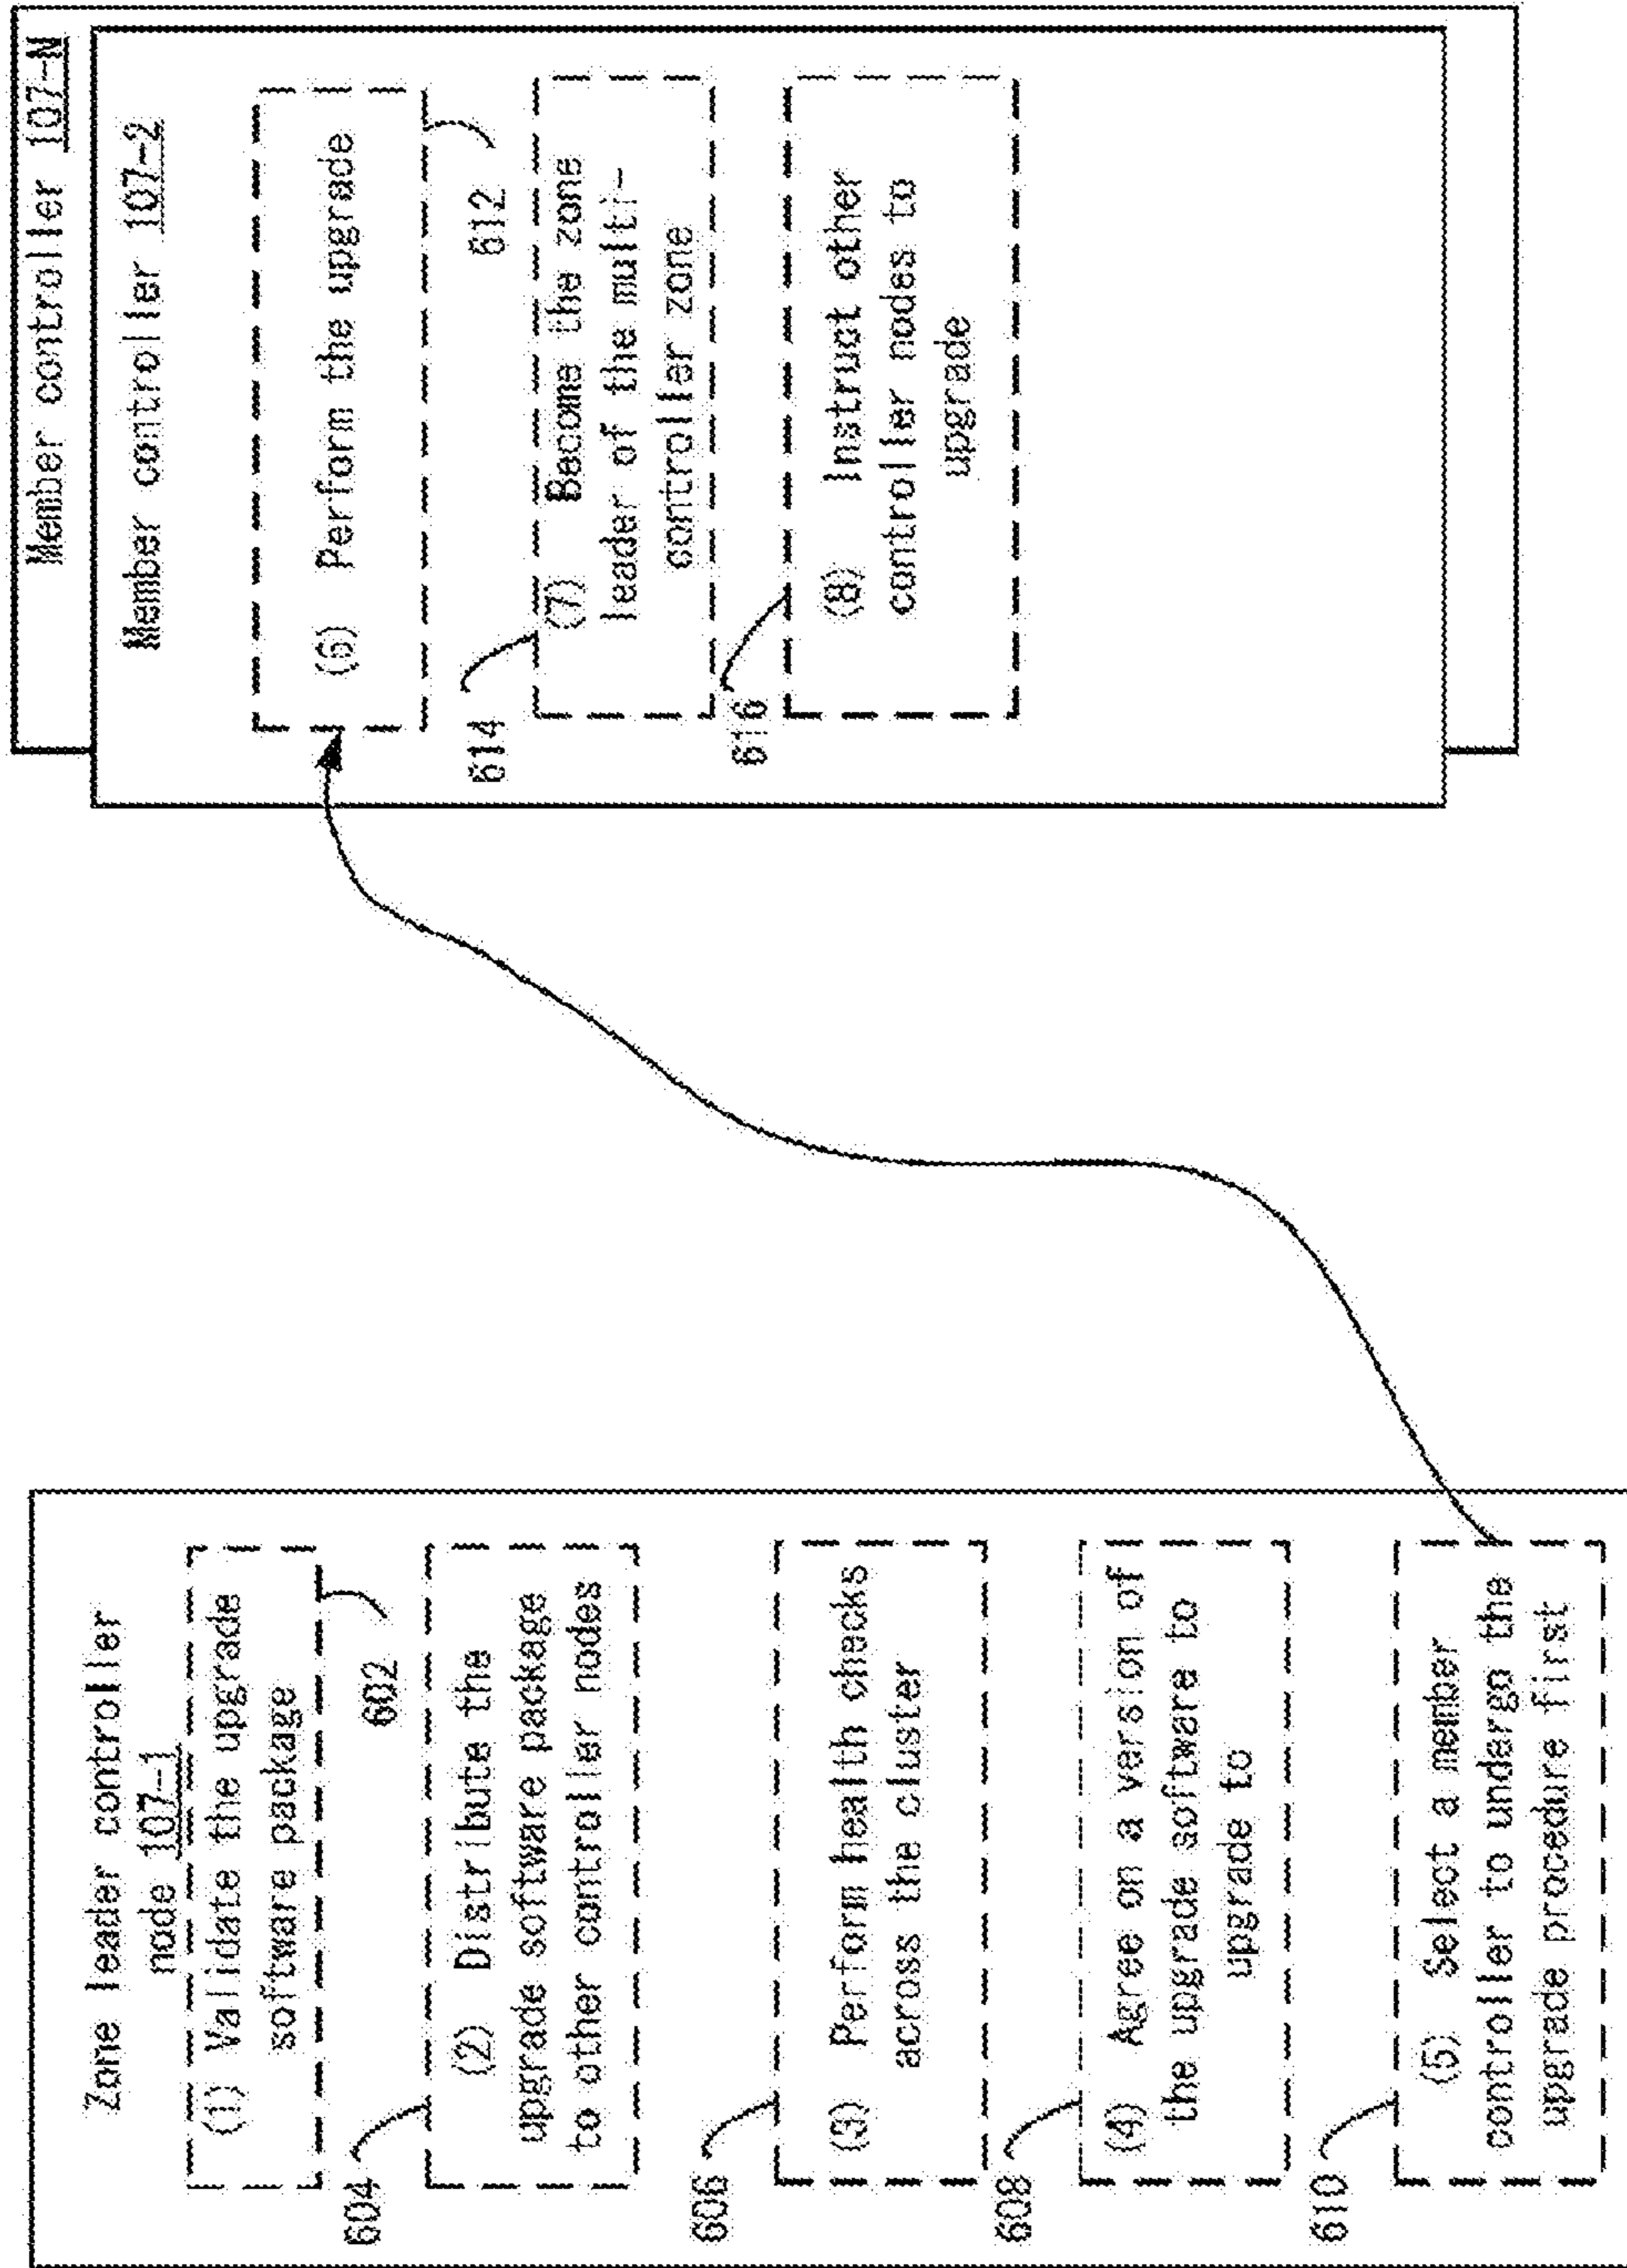 Zone leader controller
node 107-1
(1) Validate the upgrade
software package
602
604
(2) Distribute the
upgrade software package
to other controller nodes
606
(3) Perform health checks
across the cluster
608
(4) Agree on a version of
the upgrade software to
upgrade to
610
(5) Select a member
controller to undergo the
upgrade procedure first
Member controller 107-N
Member controller 107-2
(6) Perform the upgrade
612
614
(7) Become the zone
leader of the multi-
controller zone
616
(8) Instruct other
controller nodes to
upgrade